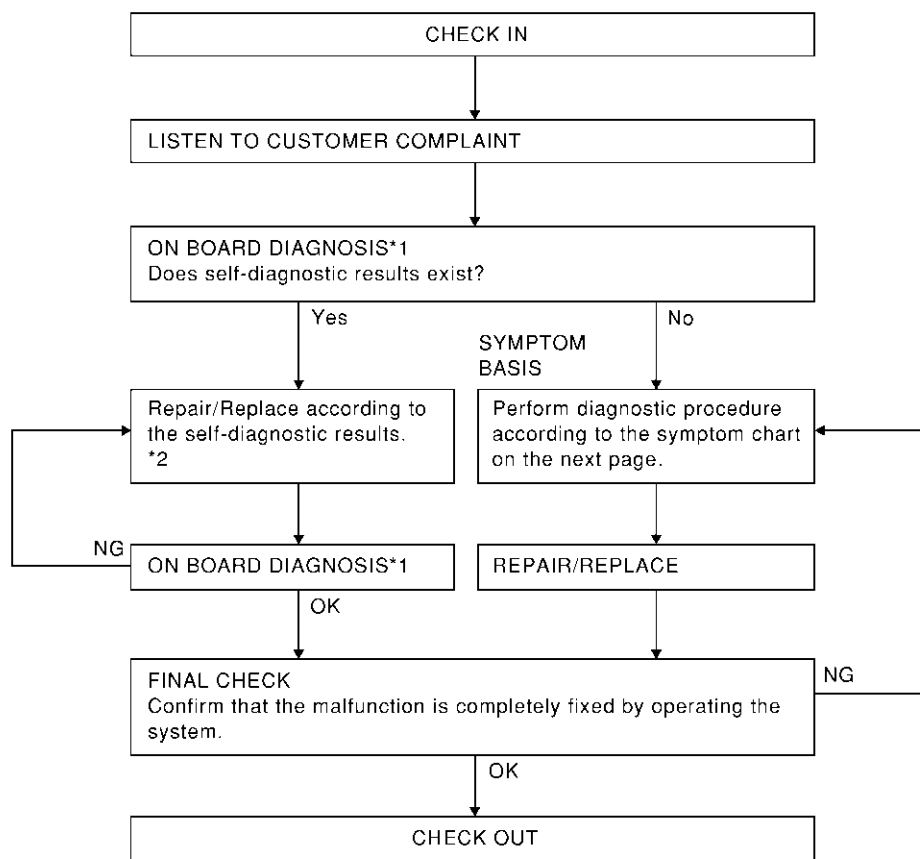 CHECK IN
LISTEN TO CUSTOMER COMPLAINT
ON BOARD DIAGNOSIS*1
Does self-diagnostic results exist?
Yes
No
SYMPTOM
BASIS
Repair/Replace according to
the self-diagnostic results.
*2
Perform diagnostic procedure
according to the symptom chart
on the next page.
NG
ON BOARD DIAGNOSIS*1
REPAIR/REPLACE
OK
FINAL CHECK
Confirm that the malfunction is completely fixed by operating the
system.
NG
OK
CHECK OUT